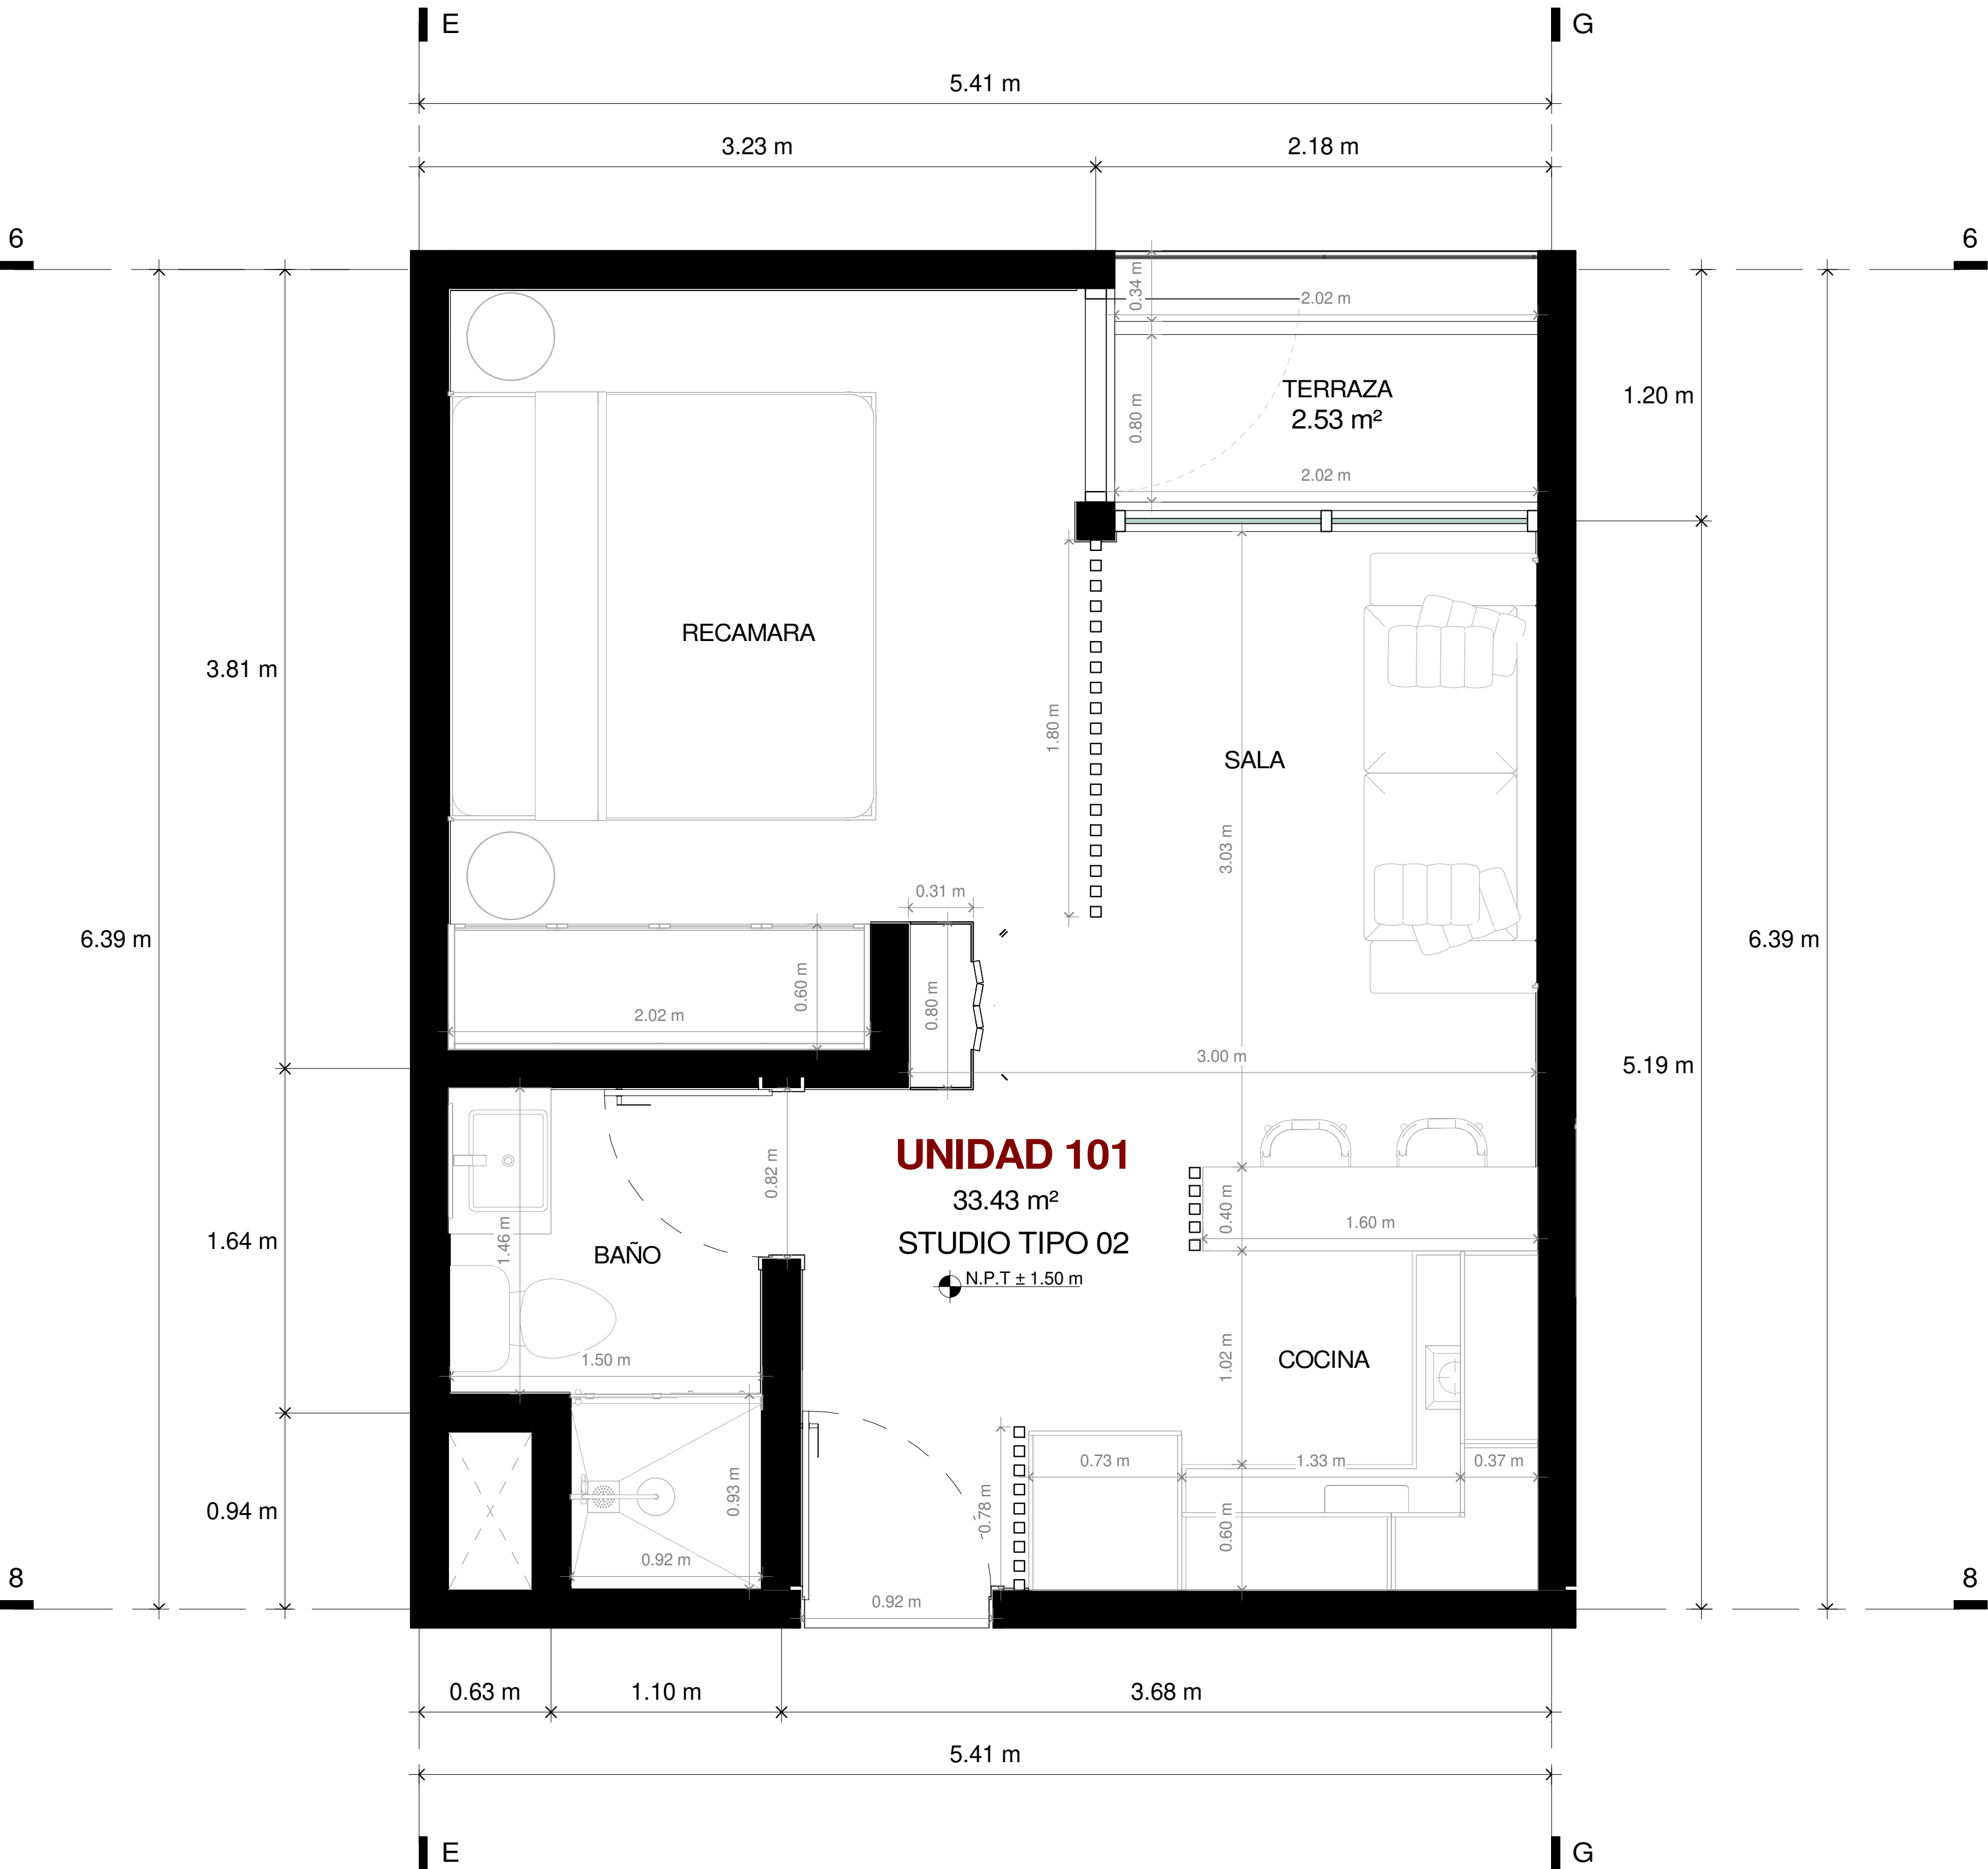 E
G
5.41 m
3.23 m
2.18 m
6
6
0.34 m
2.02 m
TERRAZA
2.53 m²
0.80 m
2.02 m
1.20 m
RECAMARA
3.81 m
1.80 m
SALA
3.03 m
0.31 m
6.39 m
6.39 m
0.60 m
0.80 m
2.02 m
3.00 m
5.19 m
UNIDAD 101
33.43 m²
STUDIO TIPO 02
N.P.T ± 1.50 m
0.82 m
0.40 m
1.60 m
1.64 m
1.46 m
BAÑO
1.50 m
1.02 m
COCINA
0.73 m
1.33 m
0.37 m
0.94 m
0.93 m
0.78 m
0.60 m
0.92 m
0.92 m
8
8
0.63 m
1.10 m
3.68 m
5.41 m
E
G